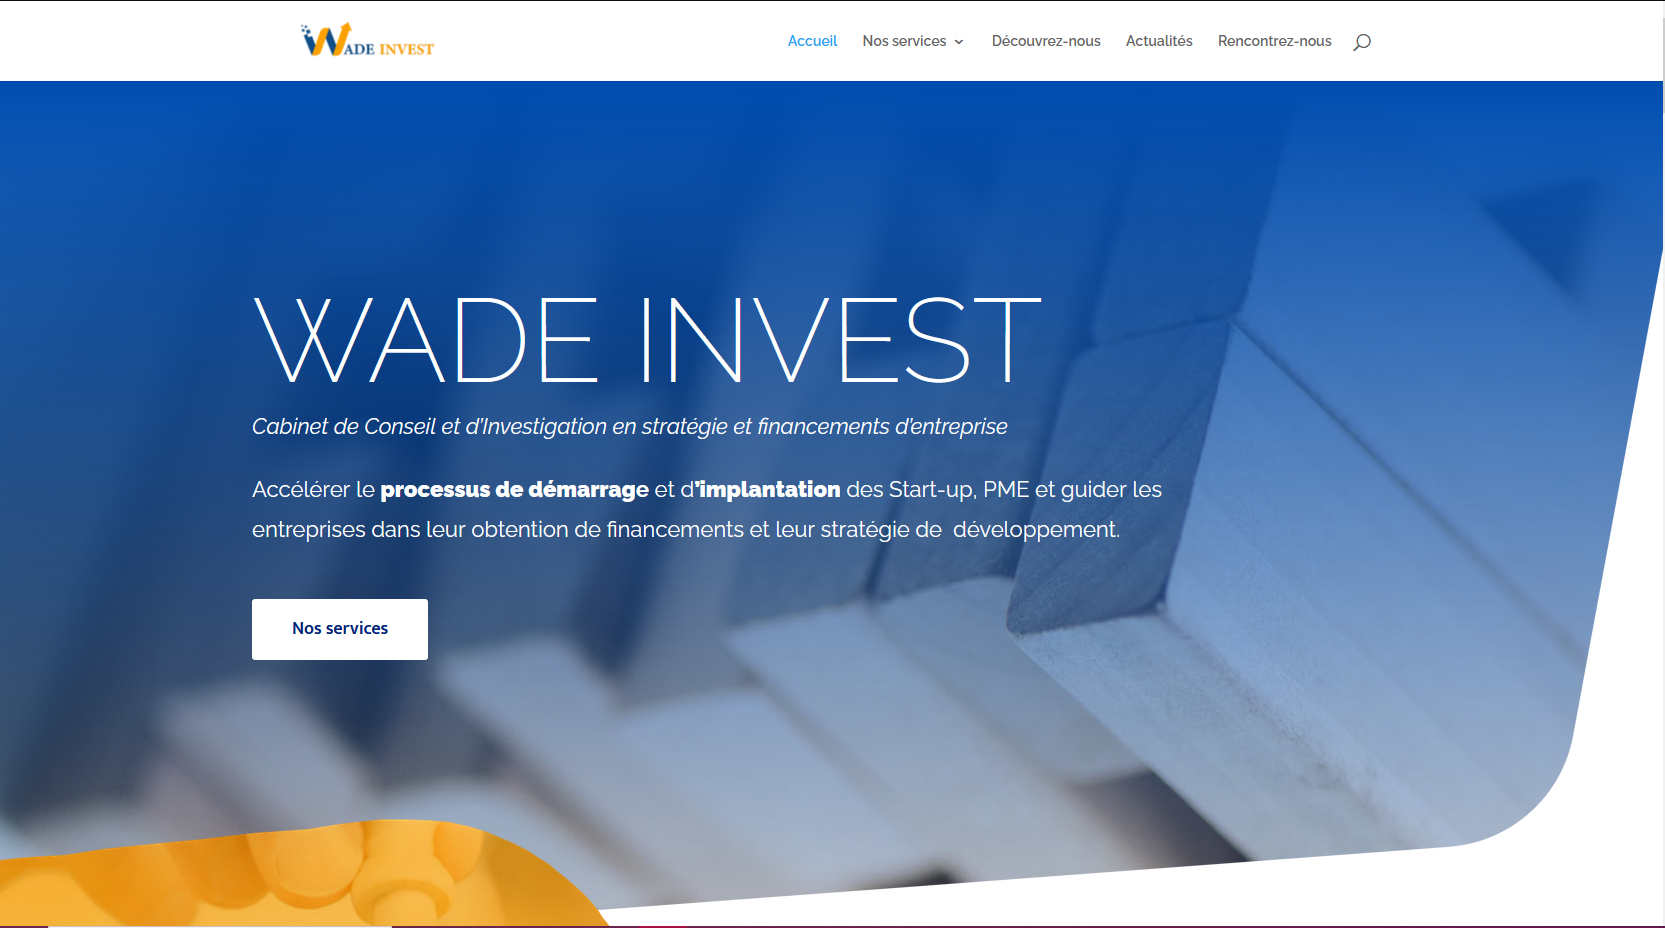 WADE INVEST
Accueil Nos services Découvrez-nous Actualités Rencontrez-nous
WADE INVEST
Cabinet de Conseil et d'Investigation en stratégie et financements d'entreprise
Accélérer le processus de démarrage et d'implantation des Start-up, PME et guider les
entreprises dans leur obtention de financements et leur stratégie de développement.
Nos services